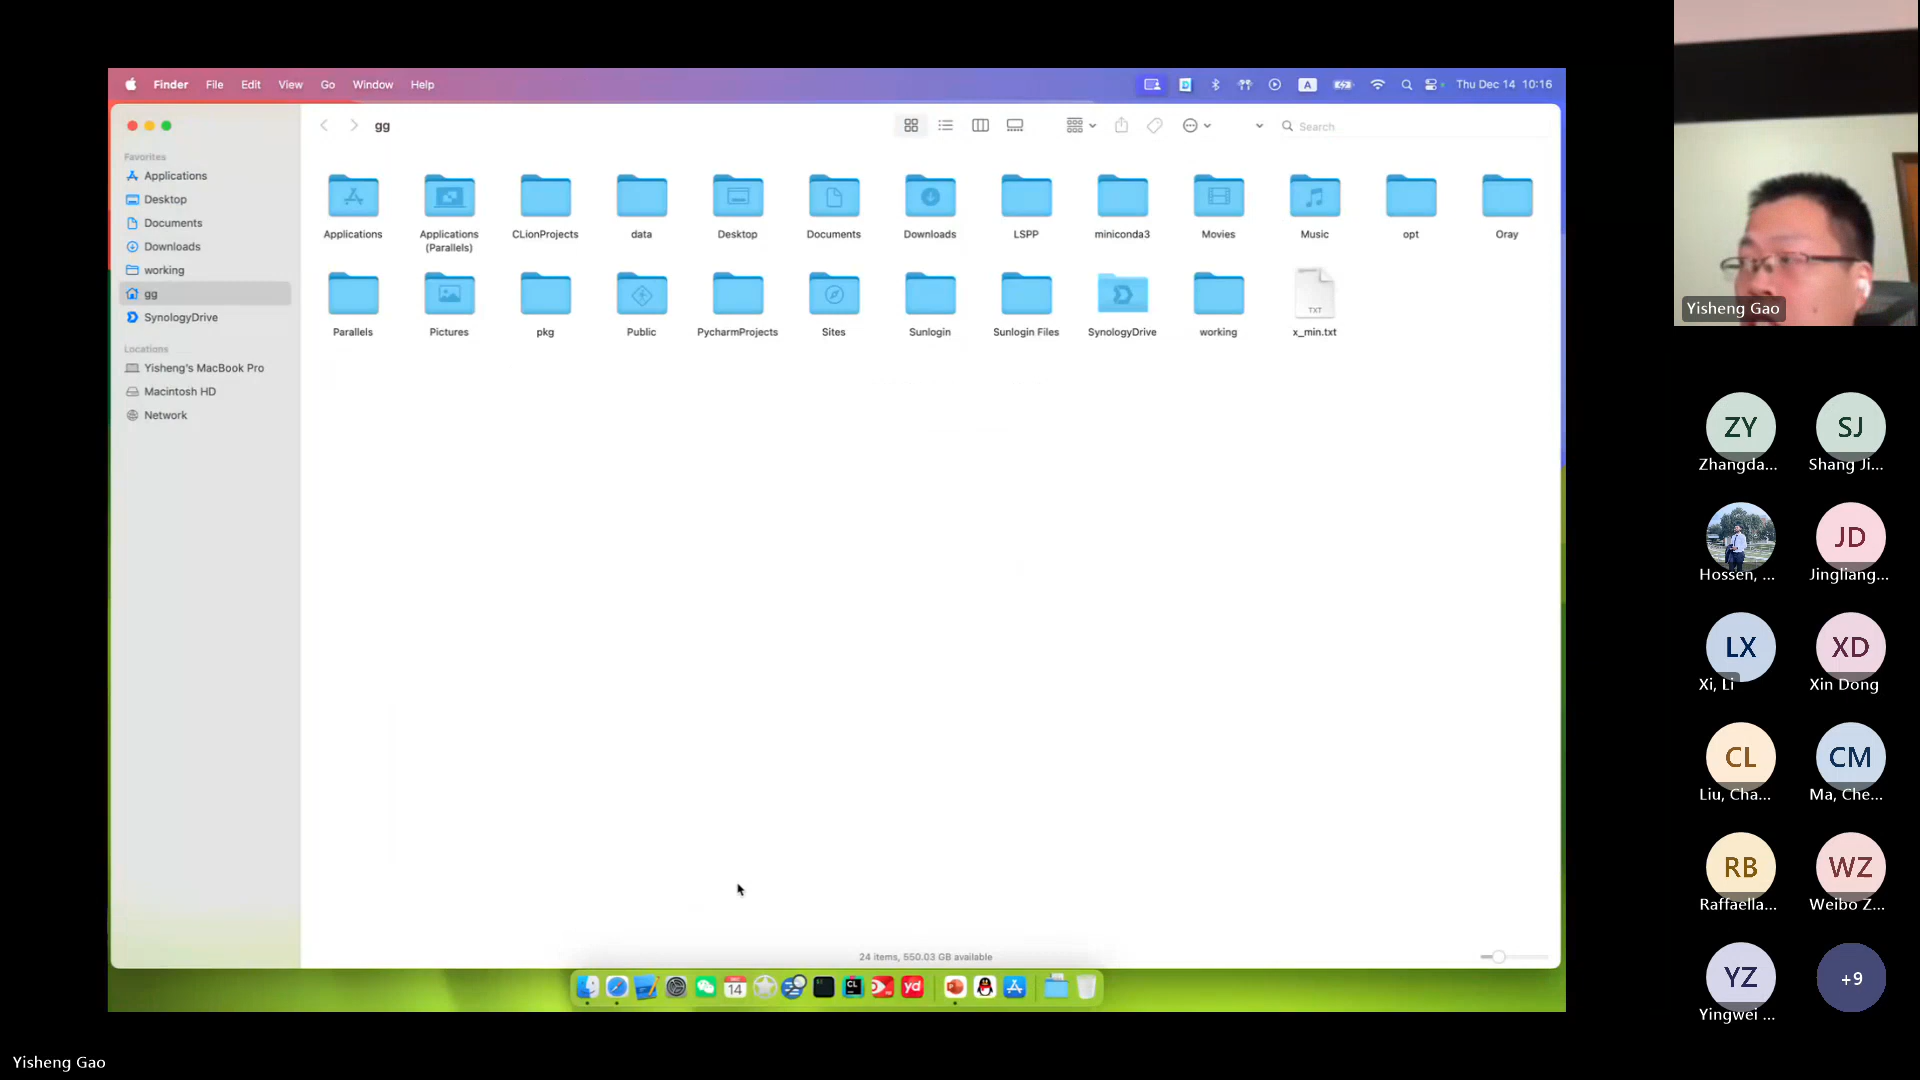 Finder File Edit View Go Window Help
A
Thu Dec 14 10:16
gg
Search
Favorites
Applications
Desktop
Documents
Downloads
working
gg
SynologyDrive
Locations
Yisheng's MacBook Pro
Macintosh HD
Network
Applications
Applications
(Parallels)
CLionProjects
data
Desktop
Documents
Downloads
LSPP
miniconda3
Movies
Music
opt
Oray
Parallels
Pictures
pkg
Public
PycharmProjects
Sites
Sunlogin
Sunlogin Files
SynologyDrive
working
TXT
x_min.txt
24 items, 550.03 GB available
14
CL
yd
Yisheng Gao
ZY
Zhangda...
SJ
Shang Ji...
Hossen, ...
JD
Jingliang...
LX
Xi, Li
XD
Xin Dong
CL
Liu, Cha...
CM
Ma, Che...
RB
Raffaella...
WZ
Weibo Z...
YZ
Yingwei ...
+9
Yisheng Gao